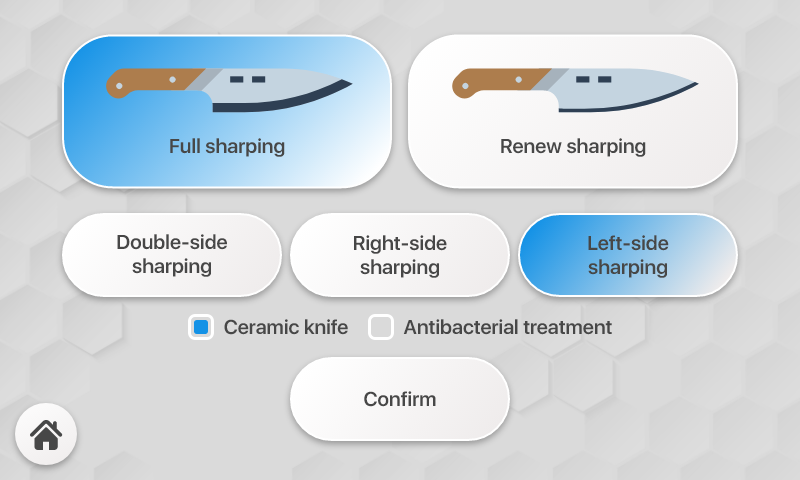 Full sharping
Renew sharping
Double-side
sharping
Right-side
sharping
Left-side
sharping
Ceramic knife
Antibacterial treatment
Confirm